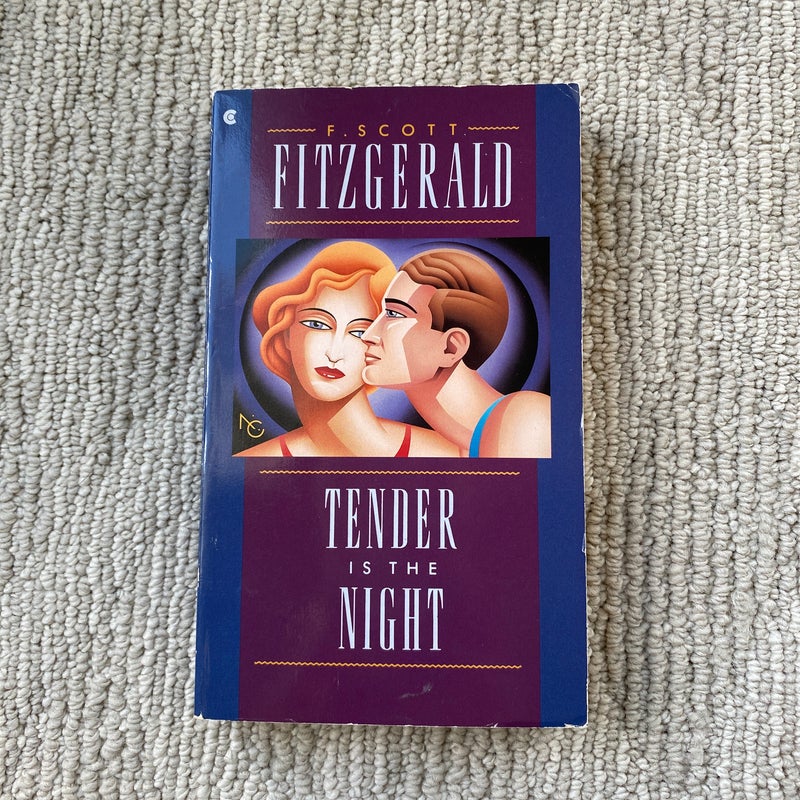 F. SCOTT
FITZGERALD
TENDER
IS THE
NIGHT